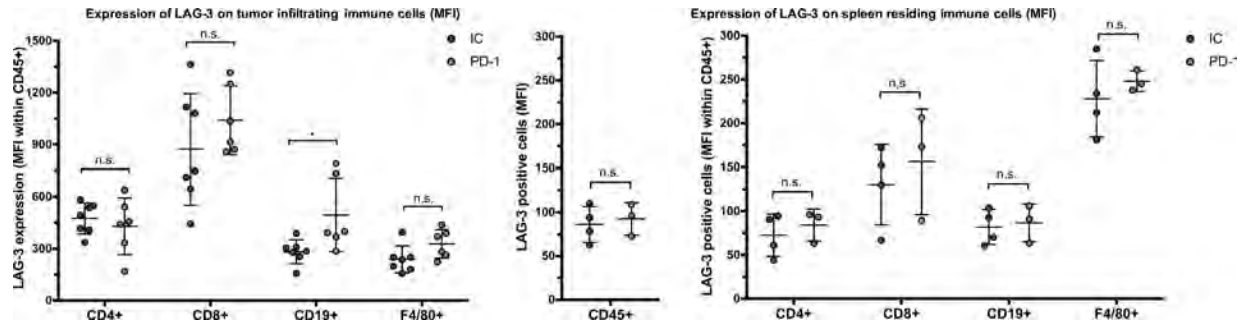 Expression of LAG-3 on tumor infiltrating immune cells (MFI)
LAG-3 expression (MFI within CD45+)
1500
1200
900
600
300
0
n.s.
n.s.
*
n.s.
IC
PD-1
CD4+
CD8+
CD19+
F4/80+
LAG-3 positive cells (MFI)
300
250
200
150
100
50
0
n.s.
CD45+
Expression of LAG-3 on spleen residing immune cells (MFI)
LAG-3 positive cells (MFI within CD45+)
300
250
200
150
100
50
0
n.s.
n,s
n.s.
n.s.
IC
PD-1
CD4+
CD8+
CD19+
F4/80+